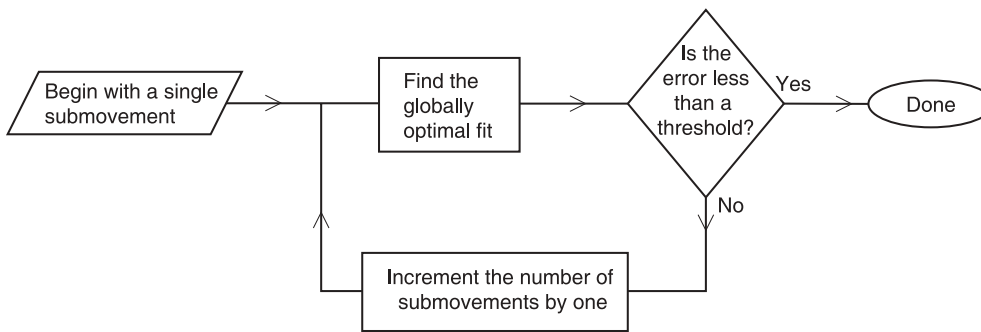 Begin with a single
submovement
Find the
globally
optimal fit
Is the
error less
than a
threshold?
Yes
Done
No
Increment the number of
submovements by one